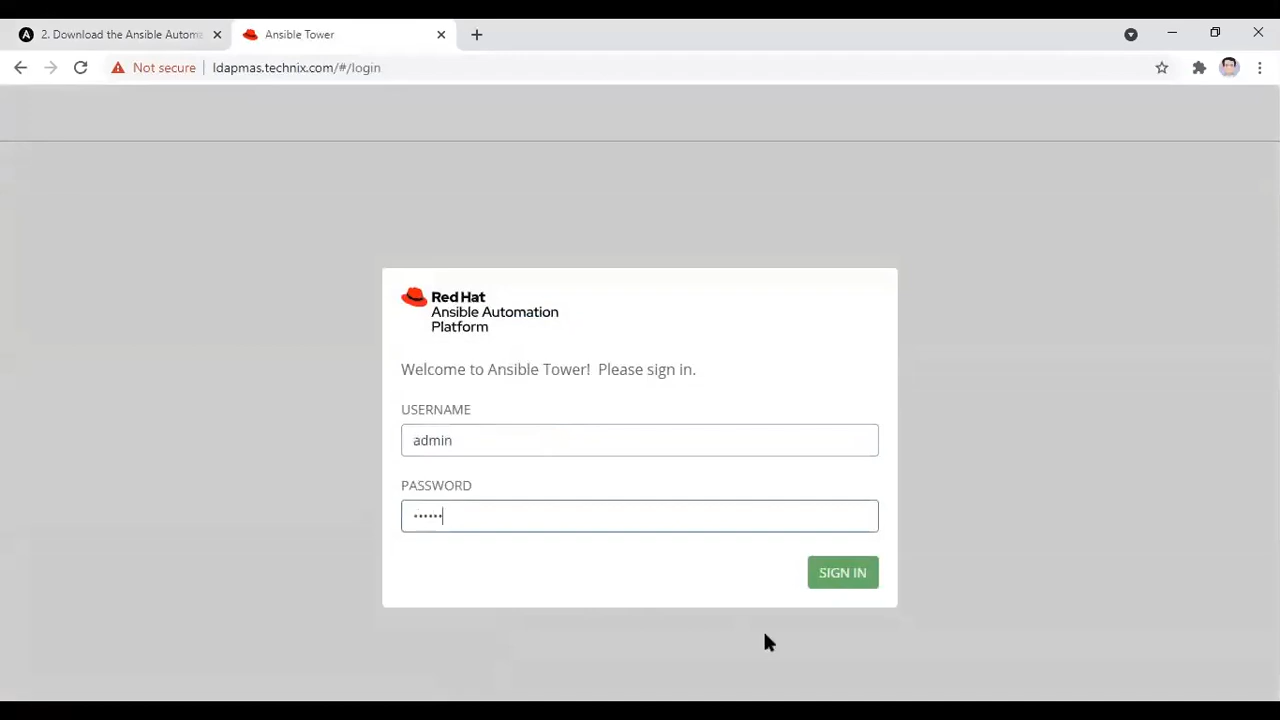 2. Download the Ansible Automa
Ansible Tower
Not secure
ldapmas.technix.com/#/login
Red Hat
Ansible Automation
Platform
Welcome to Ansible Tower! Please sign in.
USERNAME
admin
PASSWORD
••••••
SIGN IN